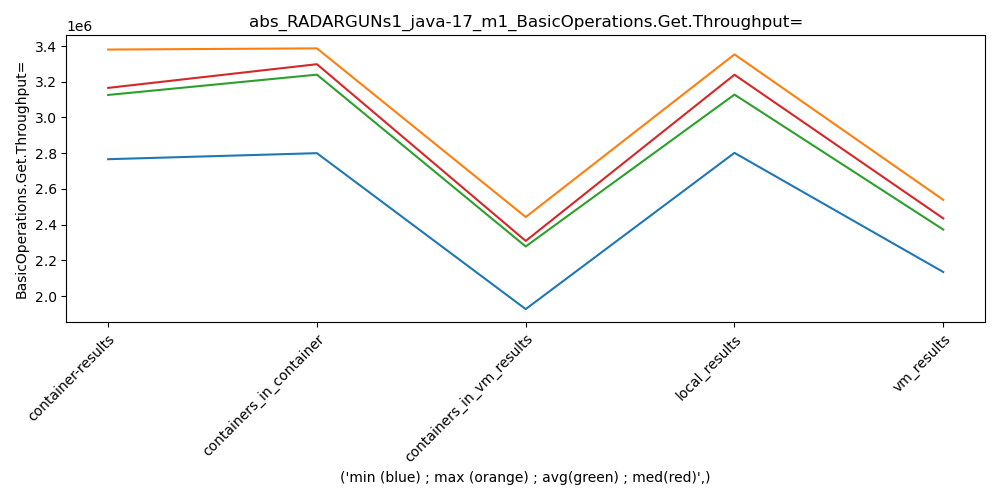 abs_RADARGUNs1_java-17_m1_BasicOperations.Get.Throughput=
1e6
3.4
3.2
3.0
2.8
2.6
2.4
2.2
2.0
BasicOperations.Get.Throughput=
container-results
containers_in_container
containers_in_vm_results
local_results
vm_results
('min (blue) ; max (orange) ; avg(green) ; med(red)',)